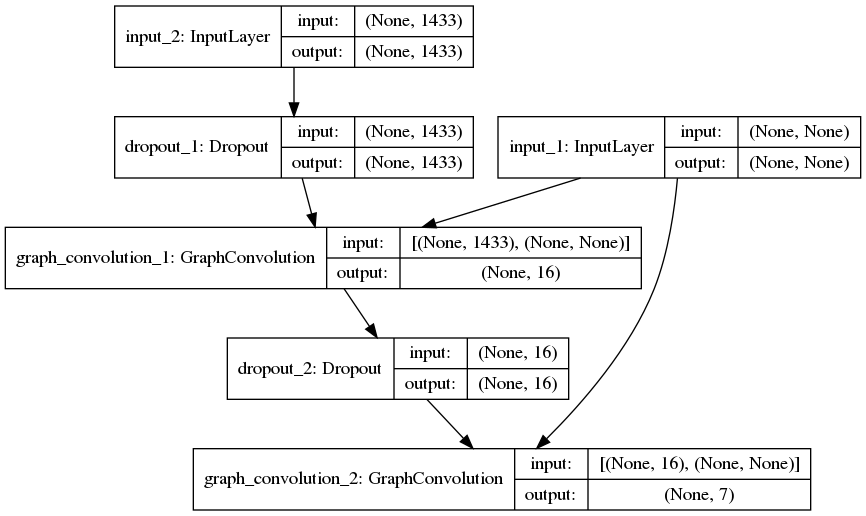 input_2: InputLayer
input: (None, 1433)
output: (None, 1433)
dropout_1: Dropout
input: (None, 1433)
output: (None, 1433)
input_1: InputLayer
input: (None, None)
output: (None, None)
graph_convolution_1: GraphConvolution
input: [(None, 1433), (None, None)]
output: (None, 16)
dropout_2: Dropout
input: (None, 16)
output: (None, 16)
graph_convolution_2: GraphConvolution
input: [(None, 16), (None, None)]
output: (None, 7)